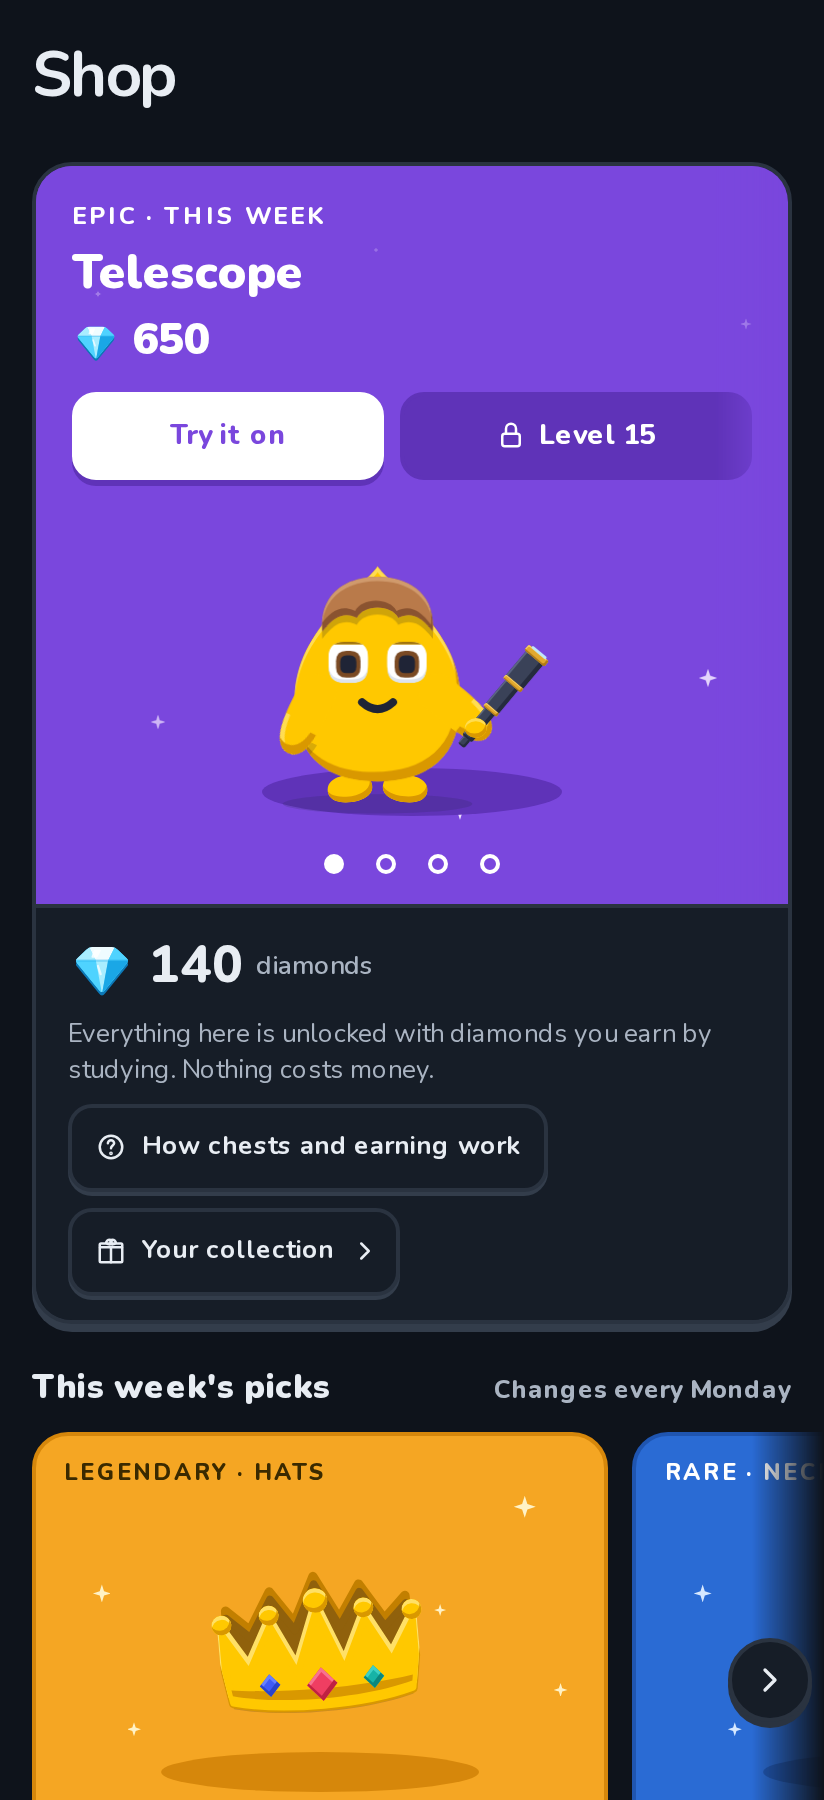 Shop
EPIC · THIS WEEK
Telescope
650
Try it on
Level 15
140 diamonds
Everything here is unlocked with diamonds you earn by
studying. Nothing costs money.
How chests and earning work
Your collection
This week's picks
Changes every Monday
LEGENDARY · HATS
RARE · NEC